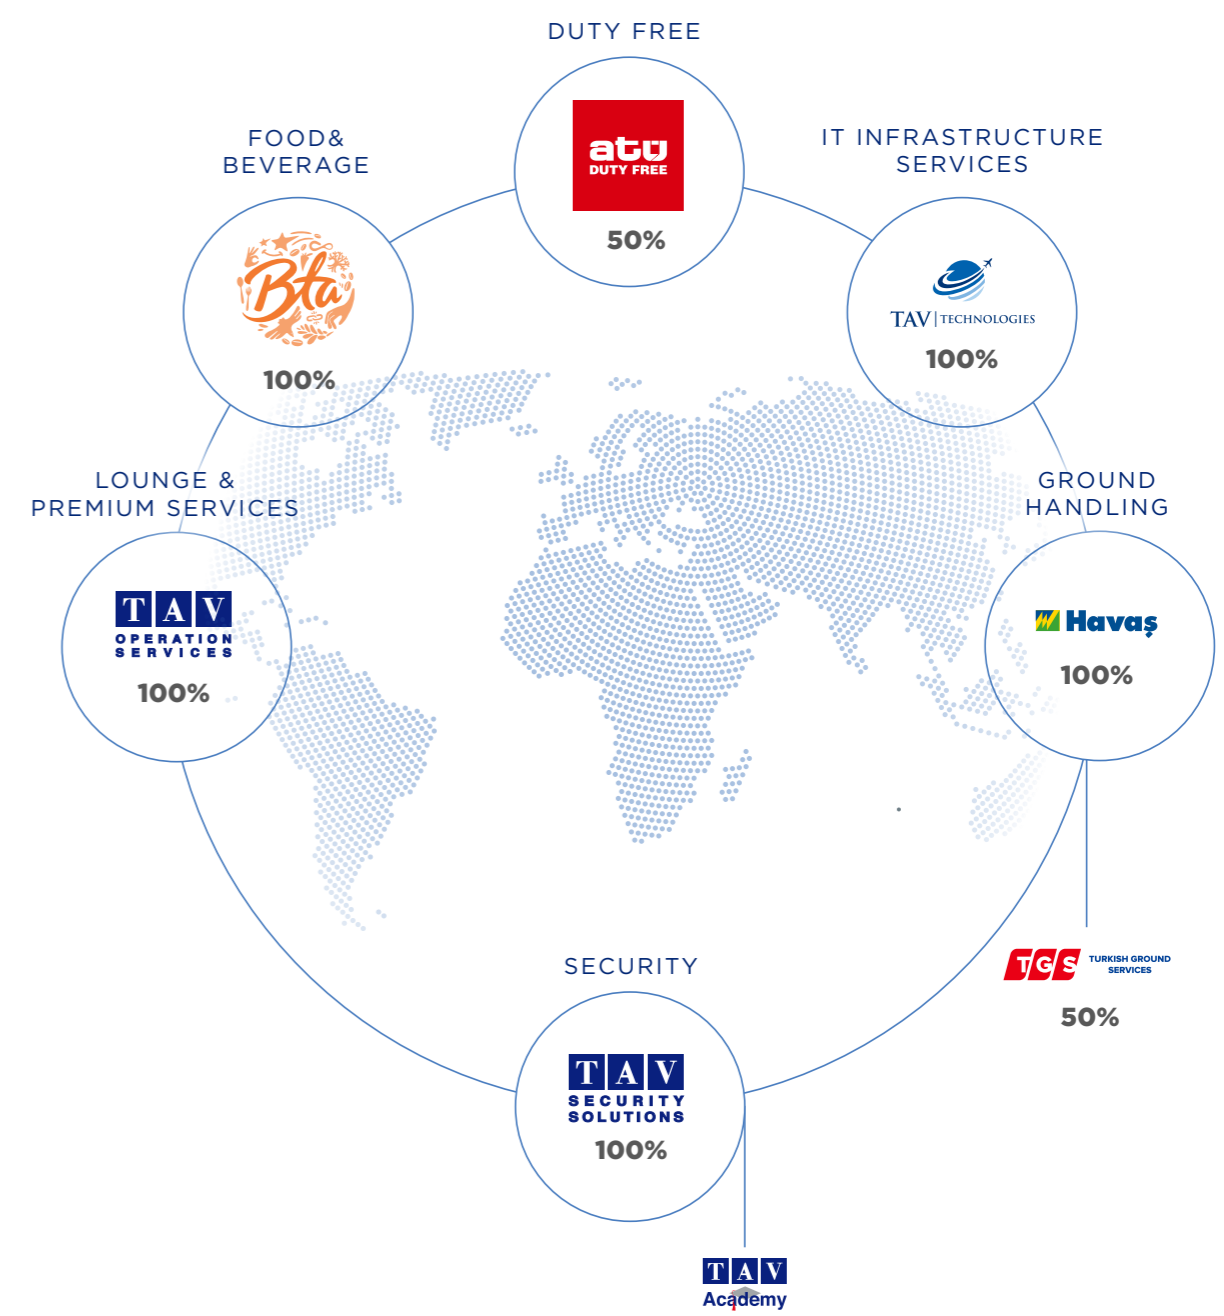 DUTY FREE
atü
DUTY FREE
50%
FOOD&
BEVERAGE
Bta
100%
IT INFRASTRUCTURE
SERVICES
TAV | TECHNOLOGIES
100%
LOUNGE &
PREMIUM SERVICES
TAV
OPERATION
SERVICES
100%
GROUND
HANDLING
Havaş
100%
TGS TURKISH GROUND
SERVICES
50%
SECURITY
TAV
SECURITY
SOLUTIONS
100%
TAV
Academy